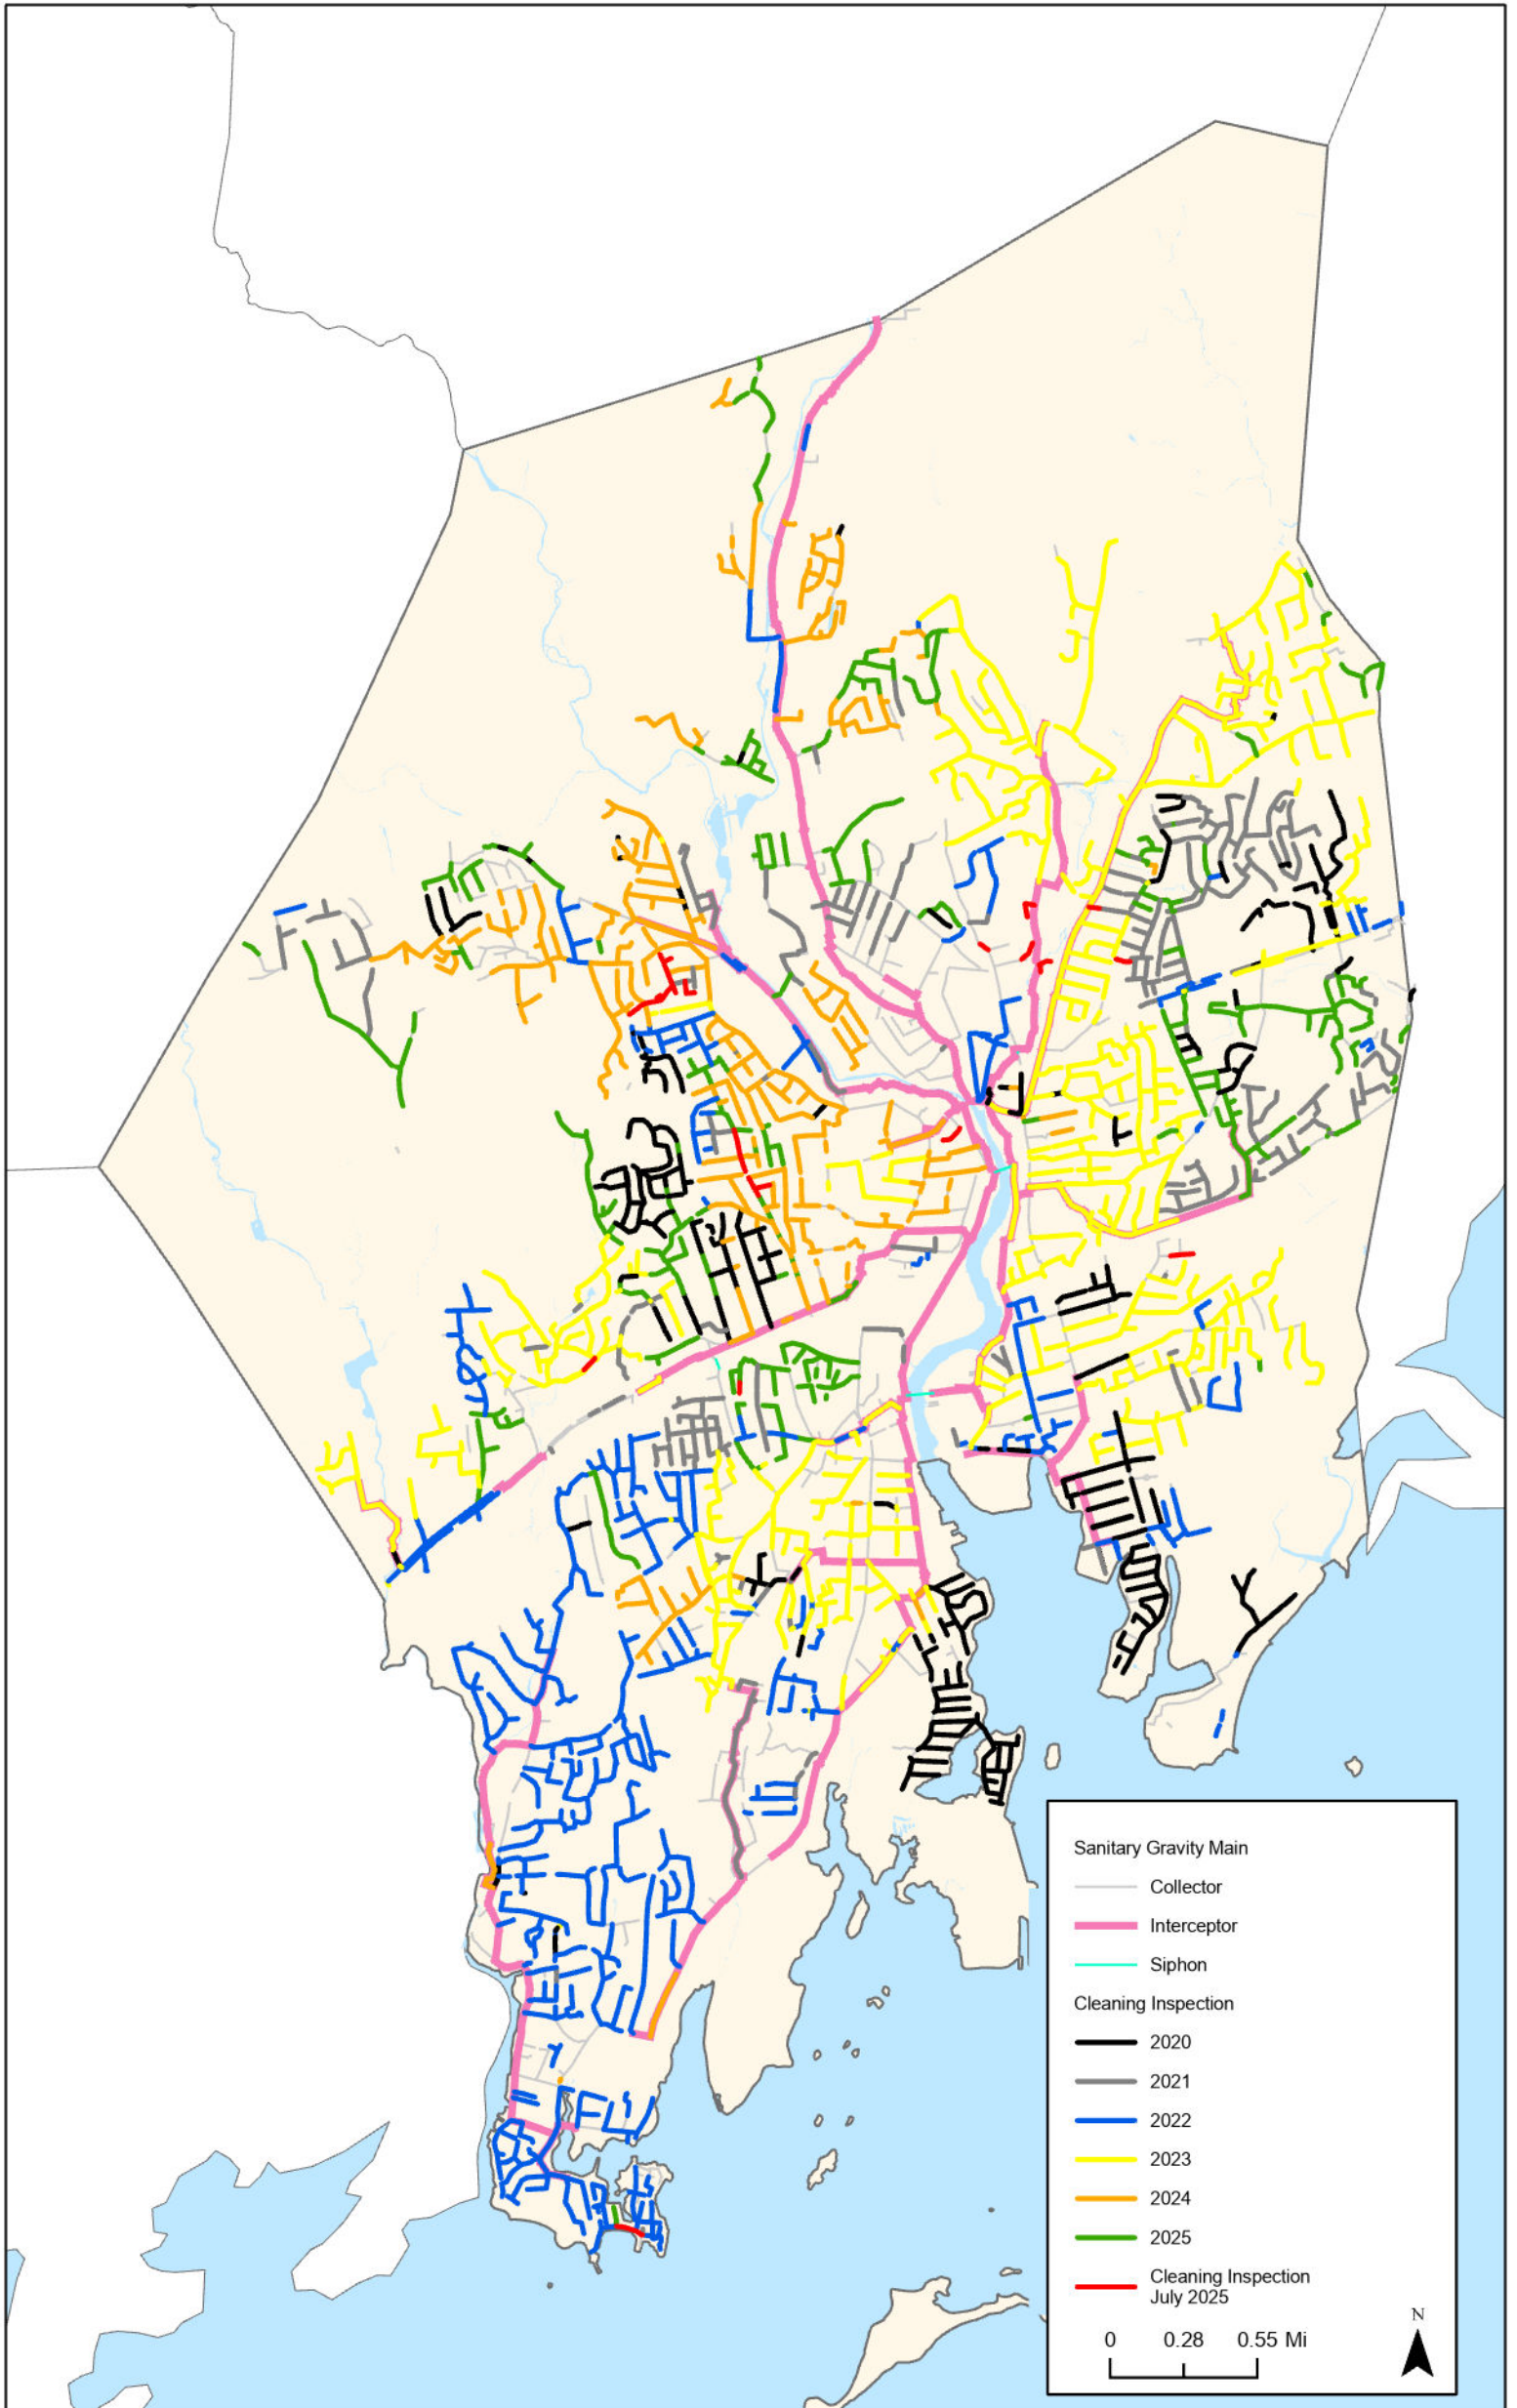 Sanitary Gravity Main
Collector
Interceptor
Siphon
Cleaning Inspection
2020
2021
2022
2023
2024
2025
Cleaning Inspection
July 2025
N
0 0.28 0.55 Mi